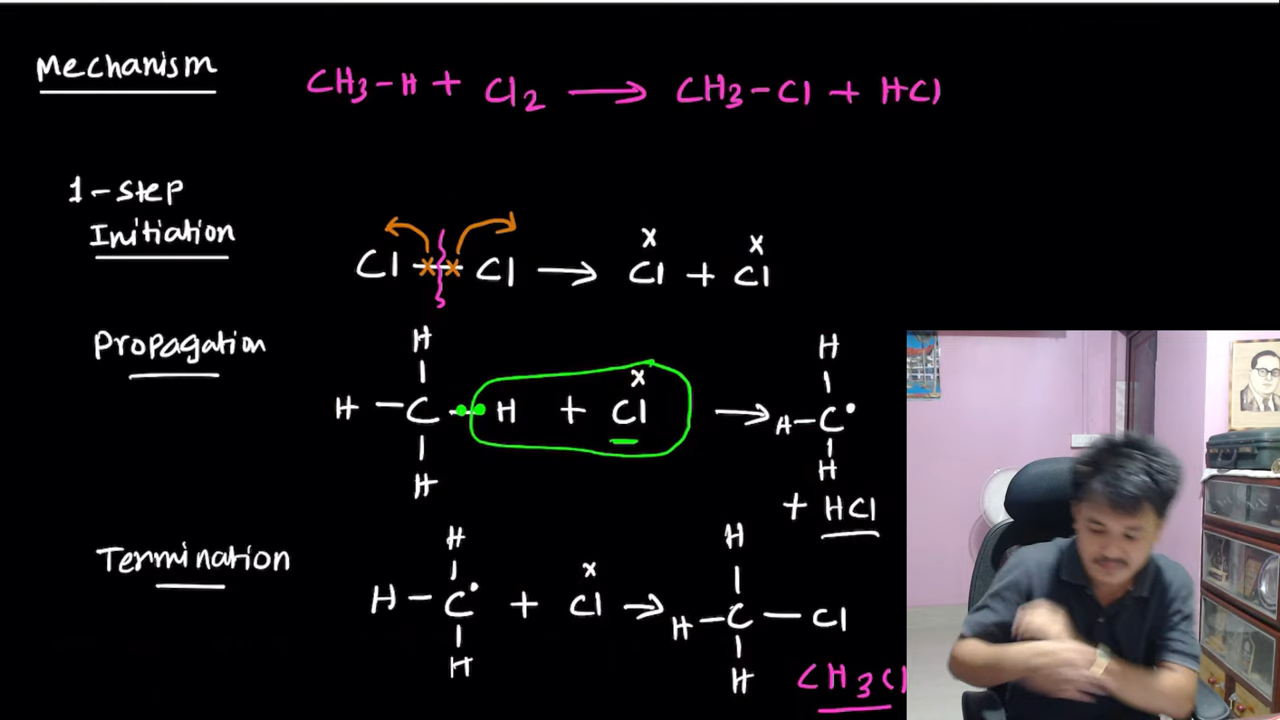 Mechanism
CH3-H + Cl2 ⟶ CH3-Cl + HCl
1-step
Initiation
x x
Cl ×× Cl ⟶ Cl + Cl
Propagation
H H
x
H - C •• H + Cl ⟶ H - C•
H H
+ HCl
Termination
H H
x
H - C• + Cl ⟶ H - C - Cl
H H
CH3Cl